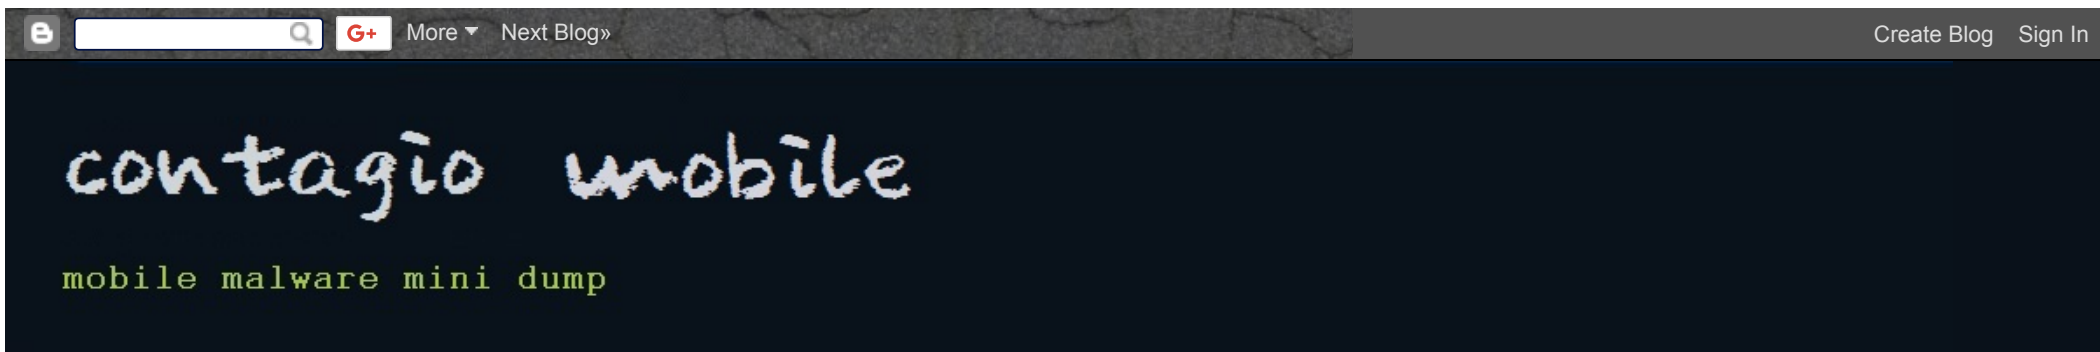 G+ More Next Blog» Create Blog Sign In
contagio mobile
mobile malware mini dump